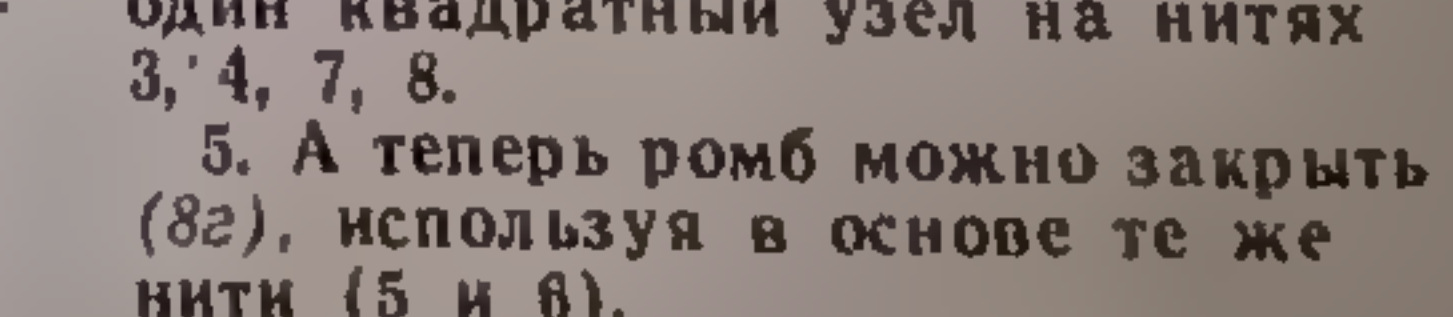 один квадратный узел на нитях
3, 4, 7, 8.
5. А теперь ромб можно закрыть
(8г), используя в основе те же
нити (5 и 6).